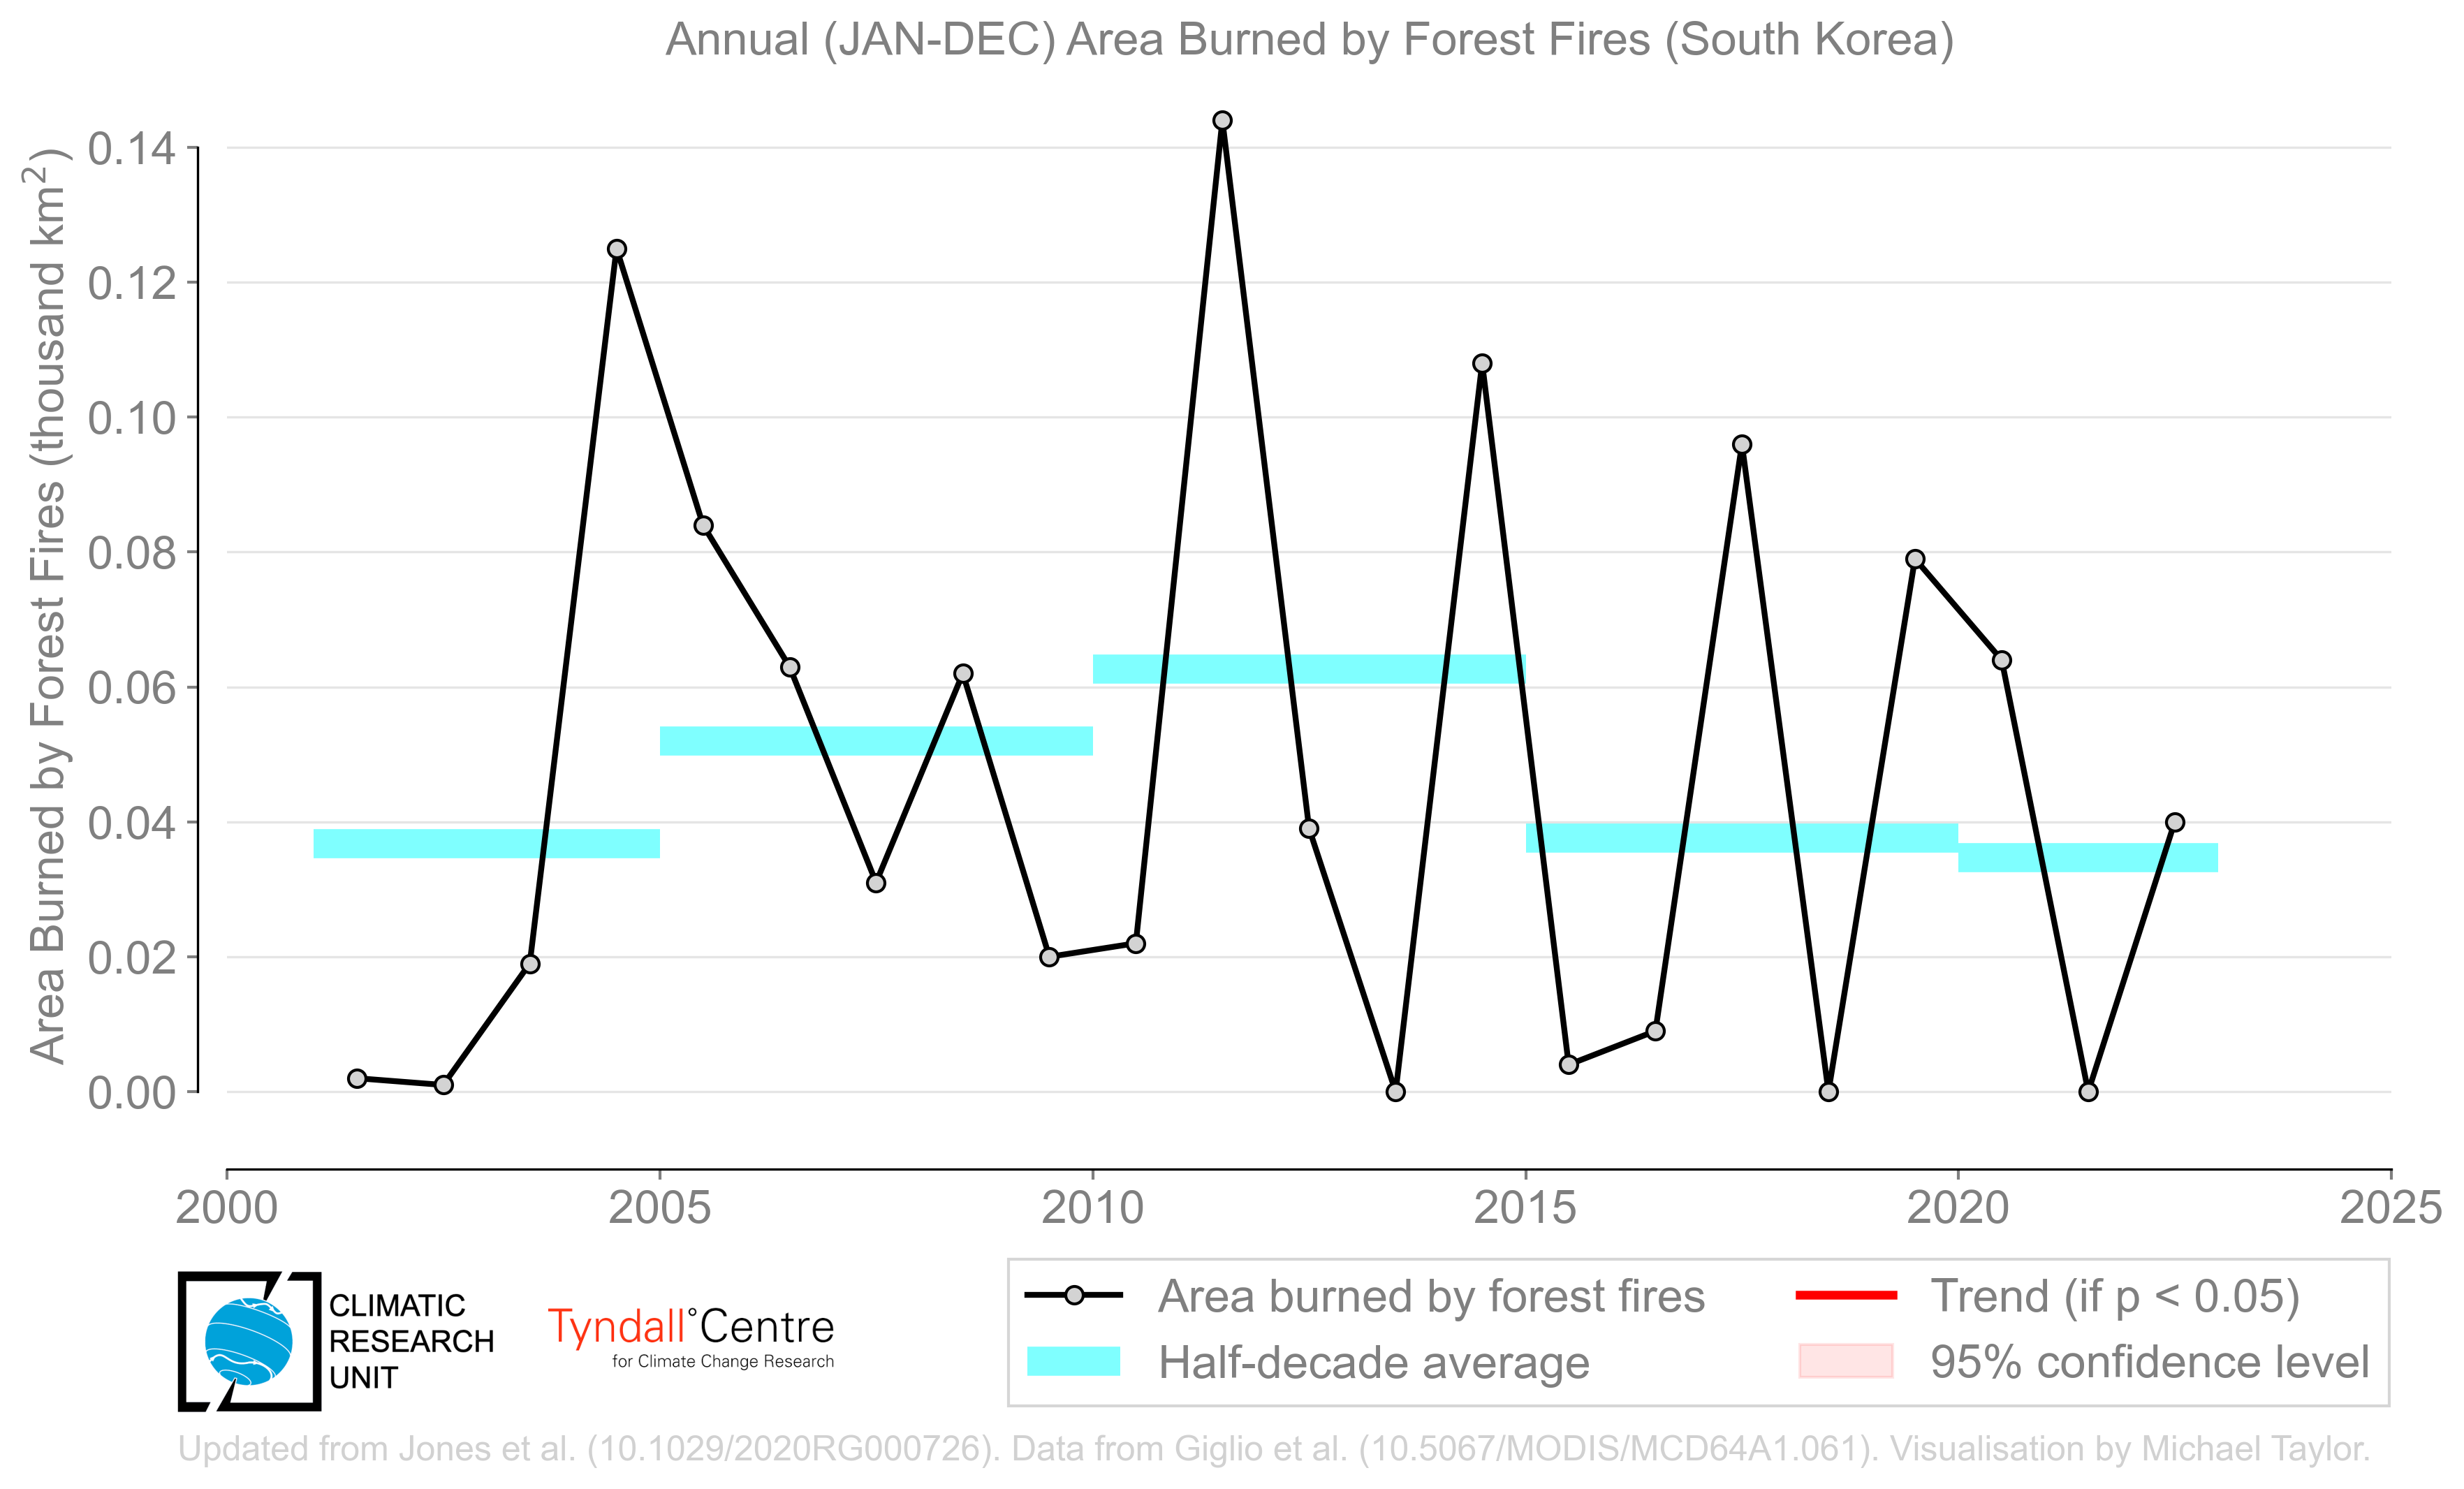 Annual (JAN-DEC) Area Burned by Forest Fires (South Korea)
Area Burned by Forest Fires (thousand km²)
0.14
0.12
0.10
0.08
0.06
0.04
0.02
0.00
2000 2005 2010 2015 2020 2025
CLIMATIC
RESEARCH
UNIT
Tyndall°Centre
for Climate Change Research
Area burned by forest fires
Half-decade average
Trend (if p < 0.05)
95% confidence level
Updated from Jones et al. (10.1029/2020RG000726). Data from Giglio et al. (10.5067/MODIS/MCD64A1.061). Visualisation by Michael Taylor.